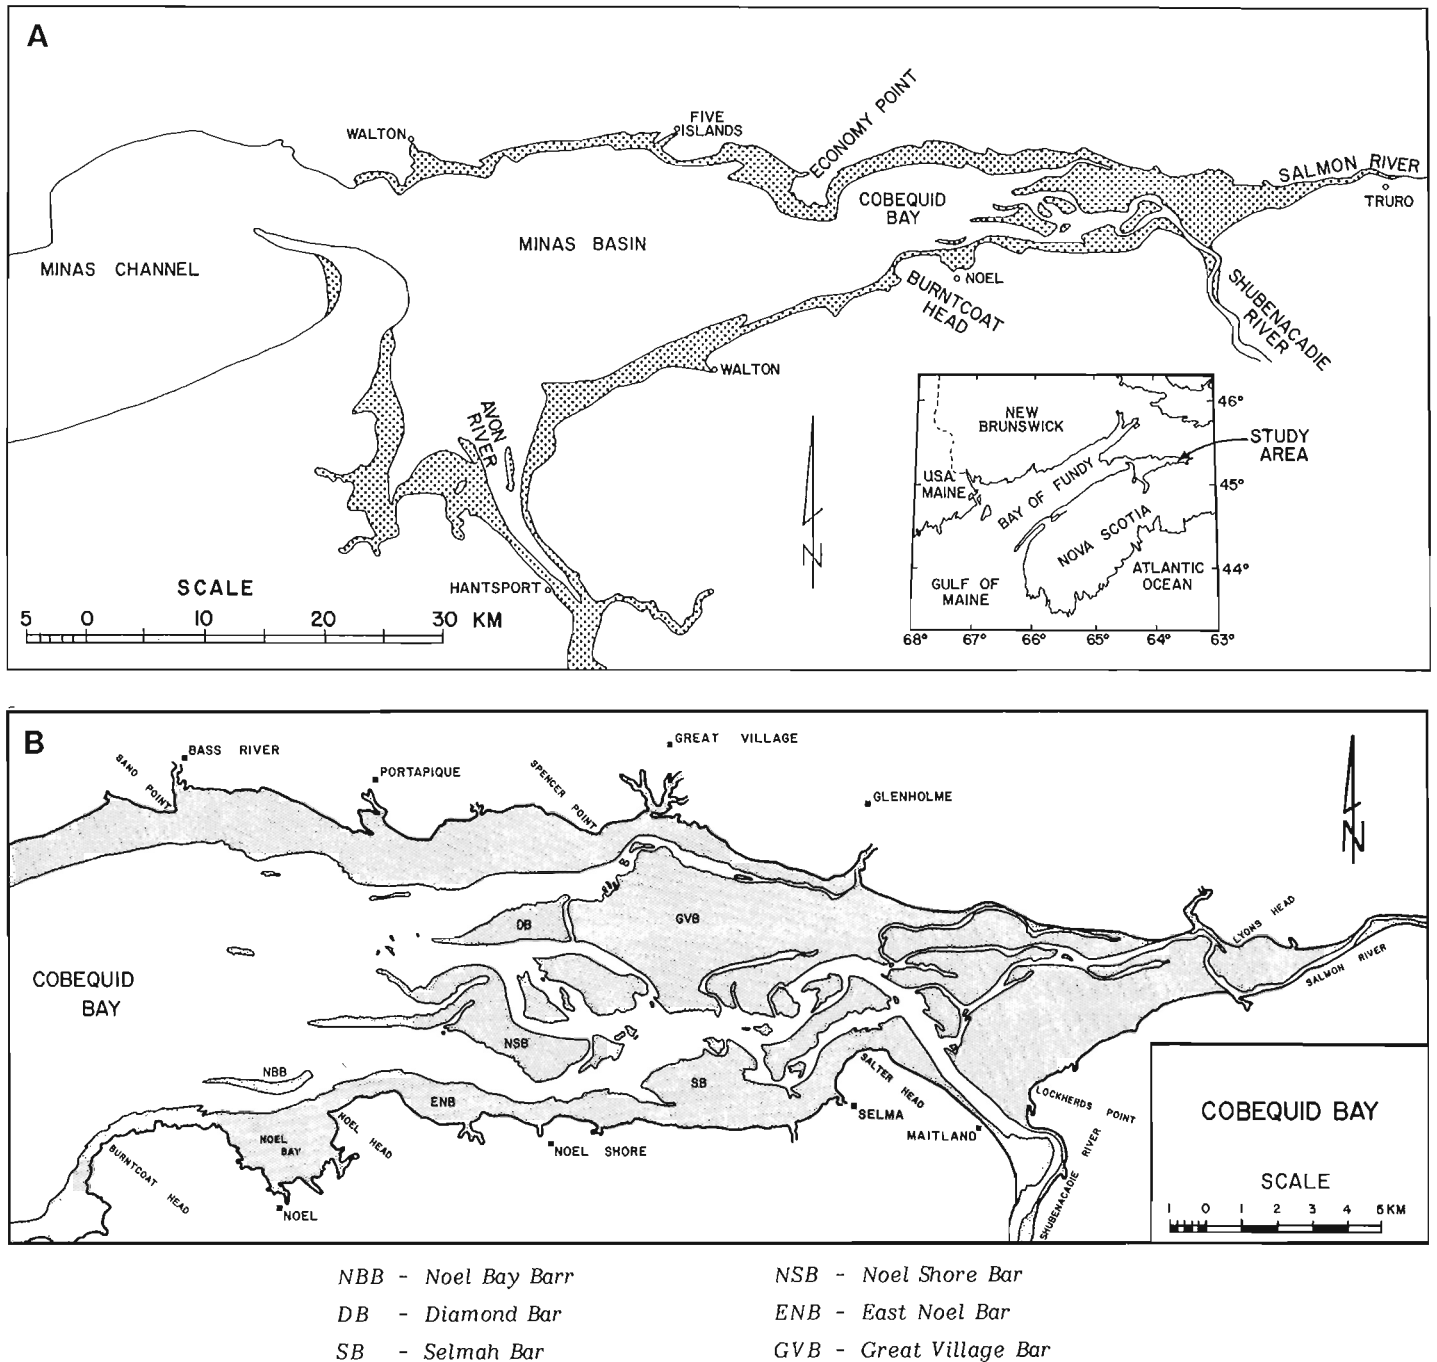 A
WALTON
FIVE
ISLANDS
ECONOMY POINT
SALMON RIVER
TRURO
COBEQUID
BAY
MINAS BASIN
MINAS CHANNEL
NOEL
BURNTCOAT
HEAD
SHUBENACADIE
RIVER
WALTON
AVON
RIVER
HANTSPORT
N
SCALE
5 0 10 20 30 KM
NEW
BRUNSWICK
46°
STUDY
AREA
USA
MAINE
BAY OF FUNDY
45°
NOVA SCOTIA
ATLANTIC
OCEAN
44°
GULF OF
MAINE
68° 67° 66° 65° 64° 63°
B
SAND POINT
BASS RIVER
PORTAPIQUE
SPENCER POINT
GREAT VILLAGE
GLENHOLME
N
DB
GVB
LYONS HEAD
SALMON RIVER
COBEQUID
BAY
NSB
NBB
SB
ENB
NOEL
BAY
NOEL HEAD
BURNTCOAT HEAD
NOEL
NOEL SHORE
SELMA
SALTER HEAD
MAITLAND
LOCKHERDS POINT
SHUBENACADIE RIVER
COBEQUID BAY
SCALE
1 0 1 2 3 4 5 KM
NBB - Noel Bay Barr
DB - Diamond Bar
SB - Selmah Bar
NSB - Noel Shore Bar
ENB - East Noel Bar
GVB - Great Village Bar